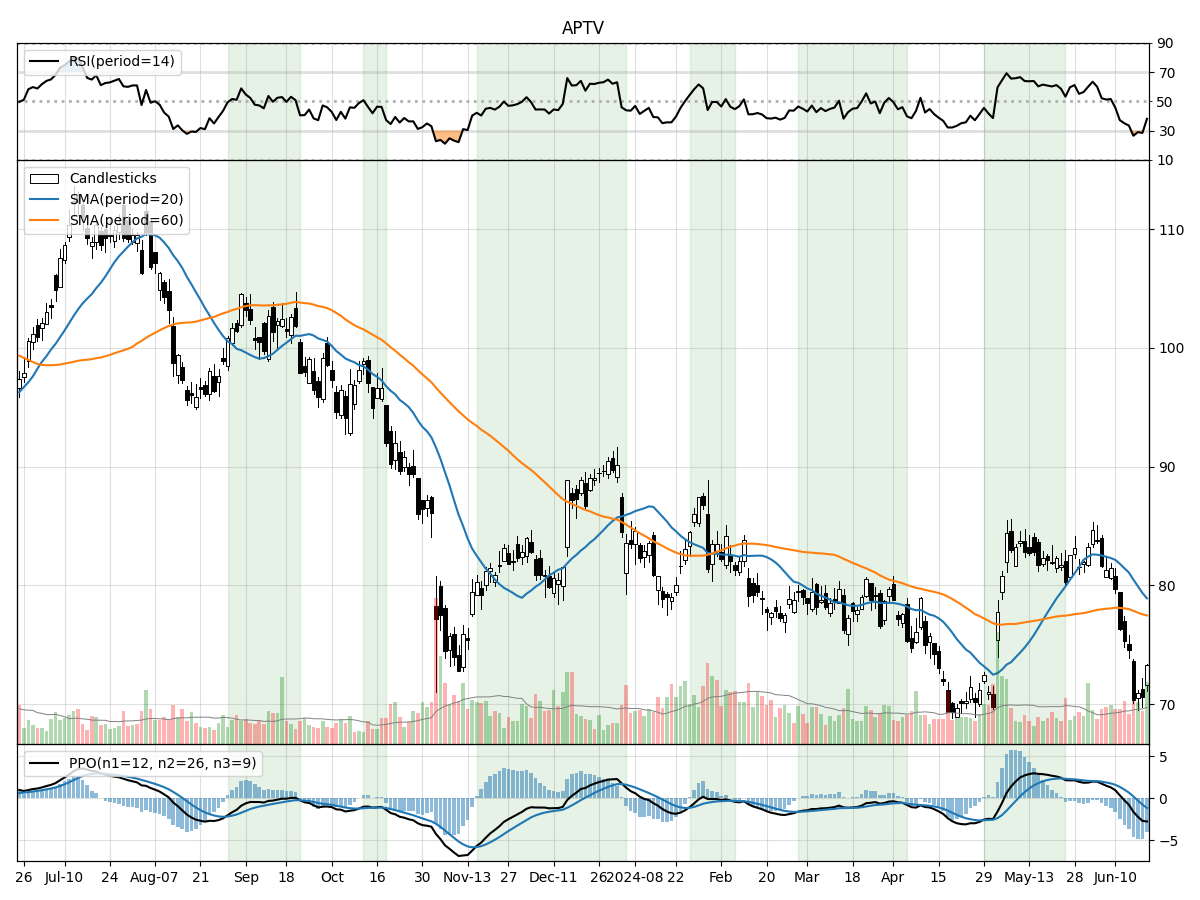 APTV
RSI(period=14)
90
70
50
30
10
Candlesticks
SMA(period=20)
SMA(period=60)
110
100
90
80
70
PPO(n1=12, n2=26, n3=9)
5
0
−5
26 Jul-10 24 Aug-07 21 Sep 18 Oct 16 30 Nov-13 27 Dec-11 26 2024-08 22 Feb 20 Mar 18 Apr 15 29 May-13 28 Jun-10